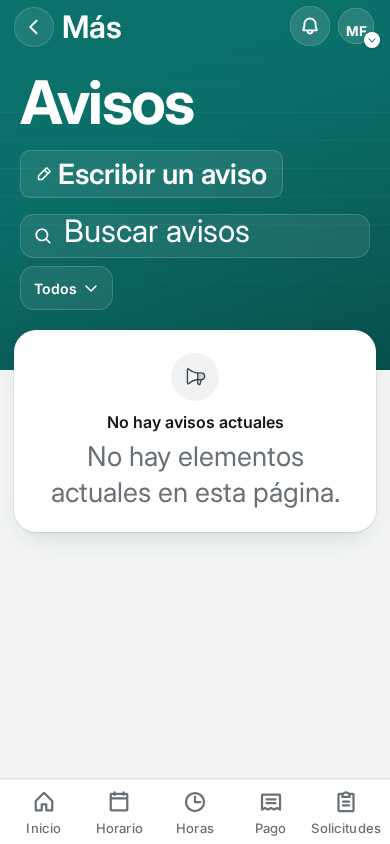 Más
MF
Avisos
Escribir un aviso
Buscar avisos
Todos
No hay avisos actuales
No hay elementos
actuales en esta página.
Inicio
Horario
Horas
Pago
Solicitudes